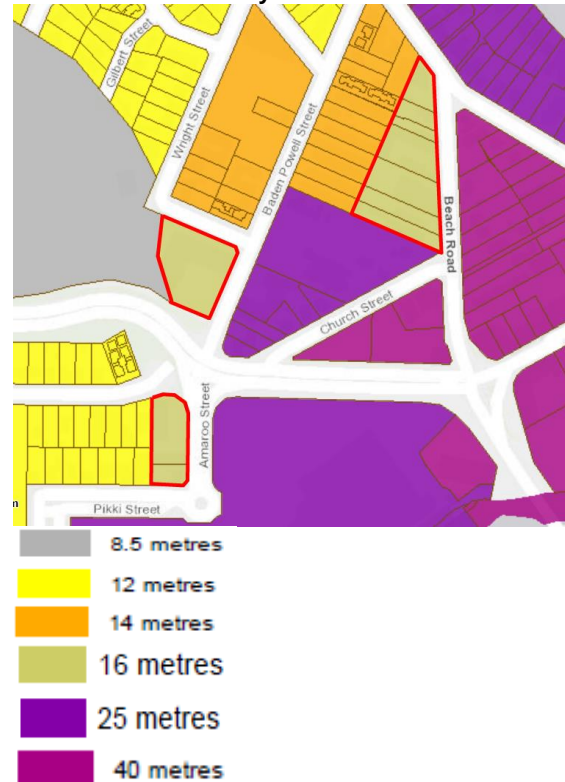 Gilbert Street
Wright Street
Baden Powell Street
Beach Road
Church Street
Amaroo Street
m
Pikki Street
8.5 metres
12 metres
14 metres
16 metres
25 metres
40 metres